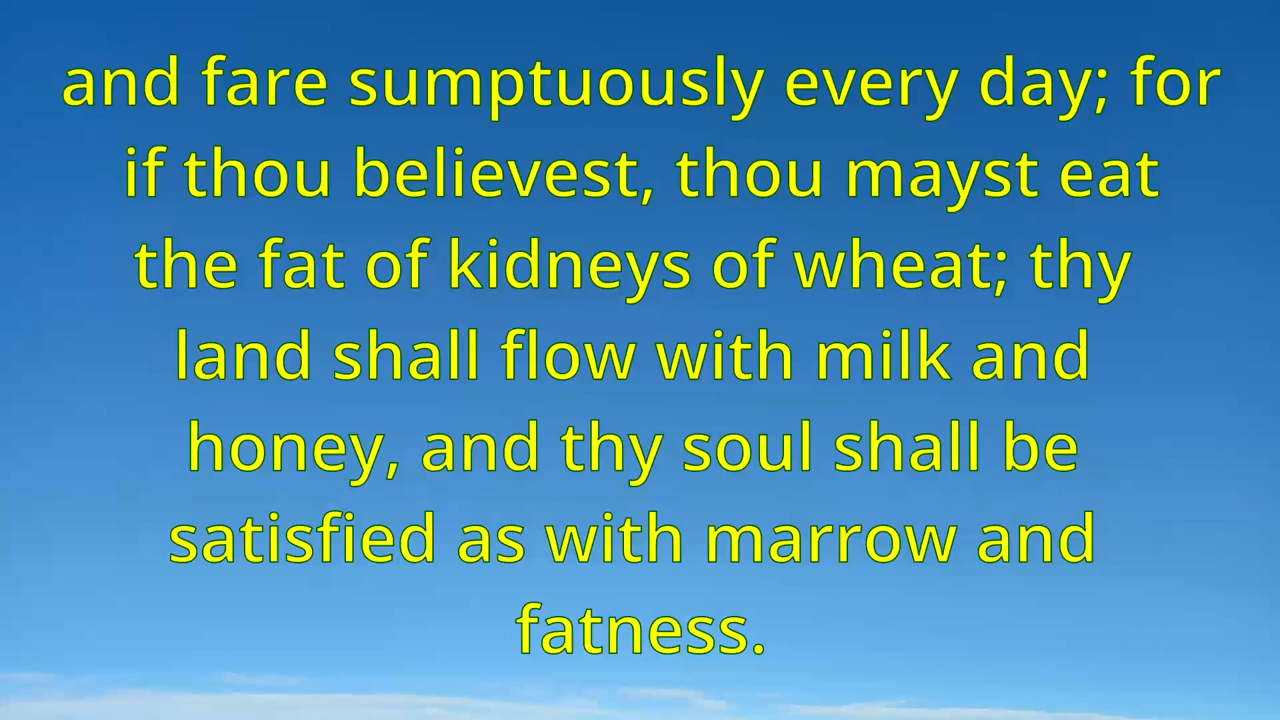 and fare sumptuously every day; for
if thou believest, thou mayst eat
the fat of kidneys of wheat; thy
land shall flow with milk and
honey, and thy soul shall be
satisfied as with marrow and
fatness.